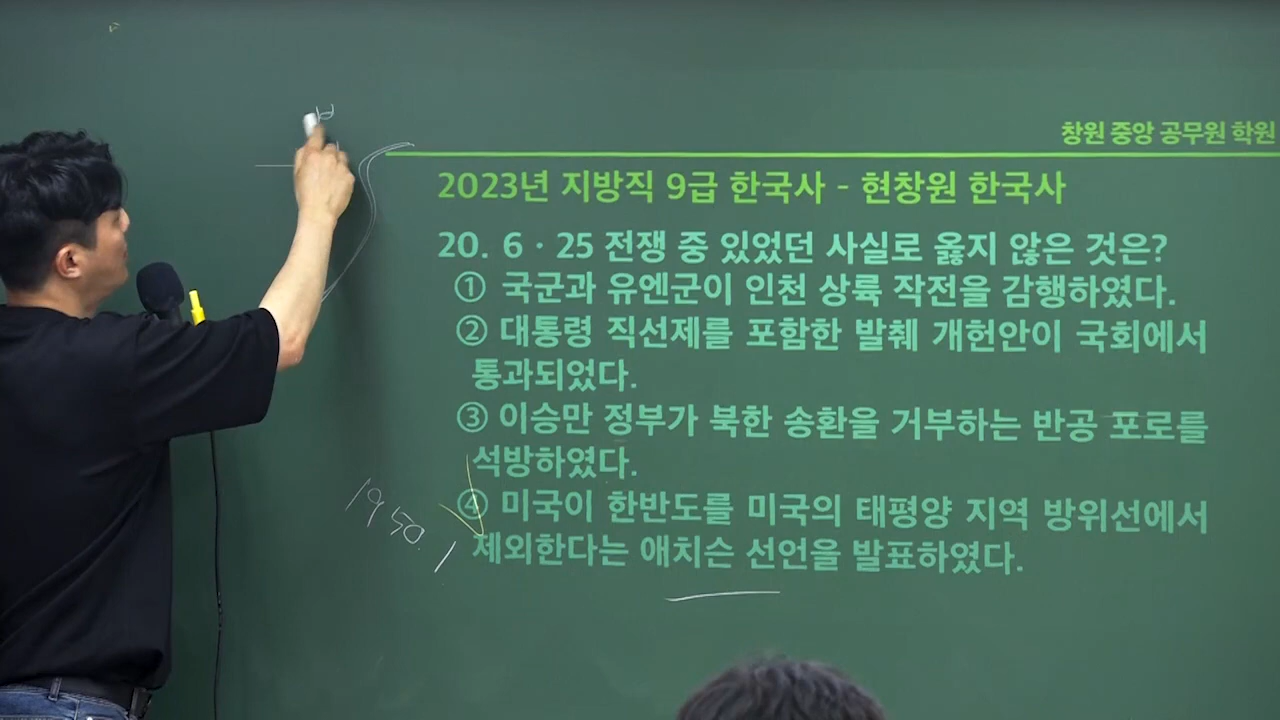 창원 중앙 공무원 학원
2023년 지방직 9급 한국사 - 현창원 한국사
20. 6·25 전쟁 중 있었던 사실로 옳지 않은 것은?
① 국군과 유엔군이 인천 상륙 작전을 감행하였다.
② 대통령 직선제를 포함한 발췌 개헌안이 국회에서
통과되었다.
③ 이승만 정부가 북한 송환을 거부하는 반공 포로를
석방하였다.
④ 미국이 한반도를 미국의 태평양 지역 방위선에서
제외한다는 애치슨 선언을 발표하였다.
1950. 1